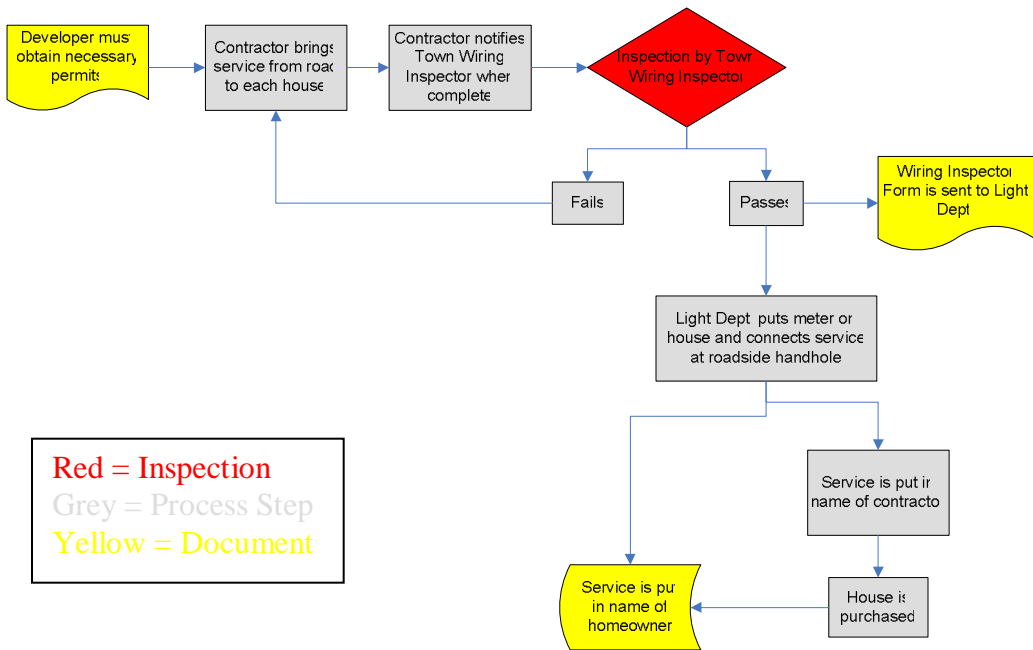 Developer must
obtain necessary
permits
Contractor brings
service from road
to each house
Contractor notifies
Town Wiring
Inspector when
complete
Inspection by Town
Wiring Inspector
Fails
Passes
Wiring Inspector
Form is sent to Light
Dept
Light Dept puts meter on
house and connects service
at roadside handhole
Service is put in
name of contractor
House is
purchased
Service is put
in name of
homeowner
Red = Inspection
Grey = Process Step
Yellow = Document